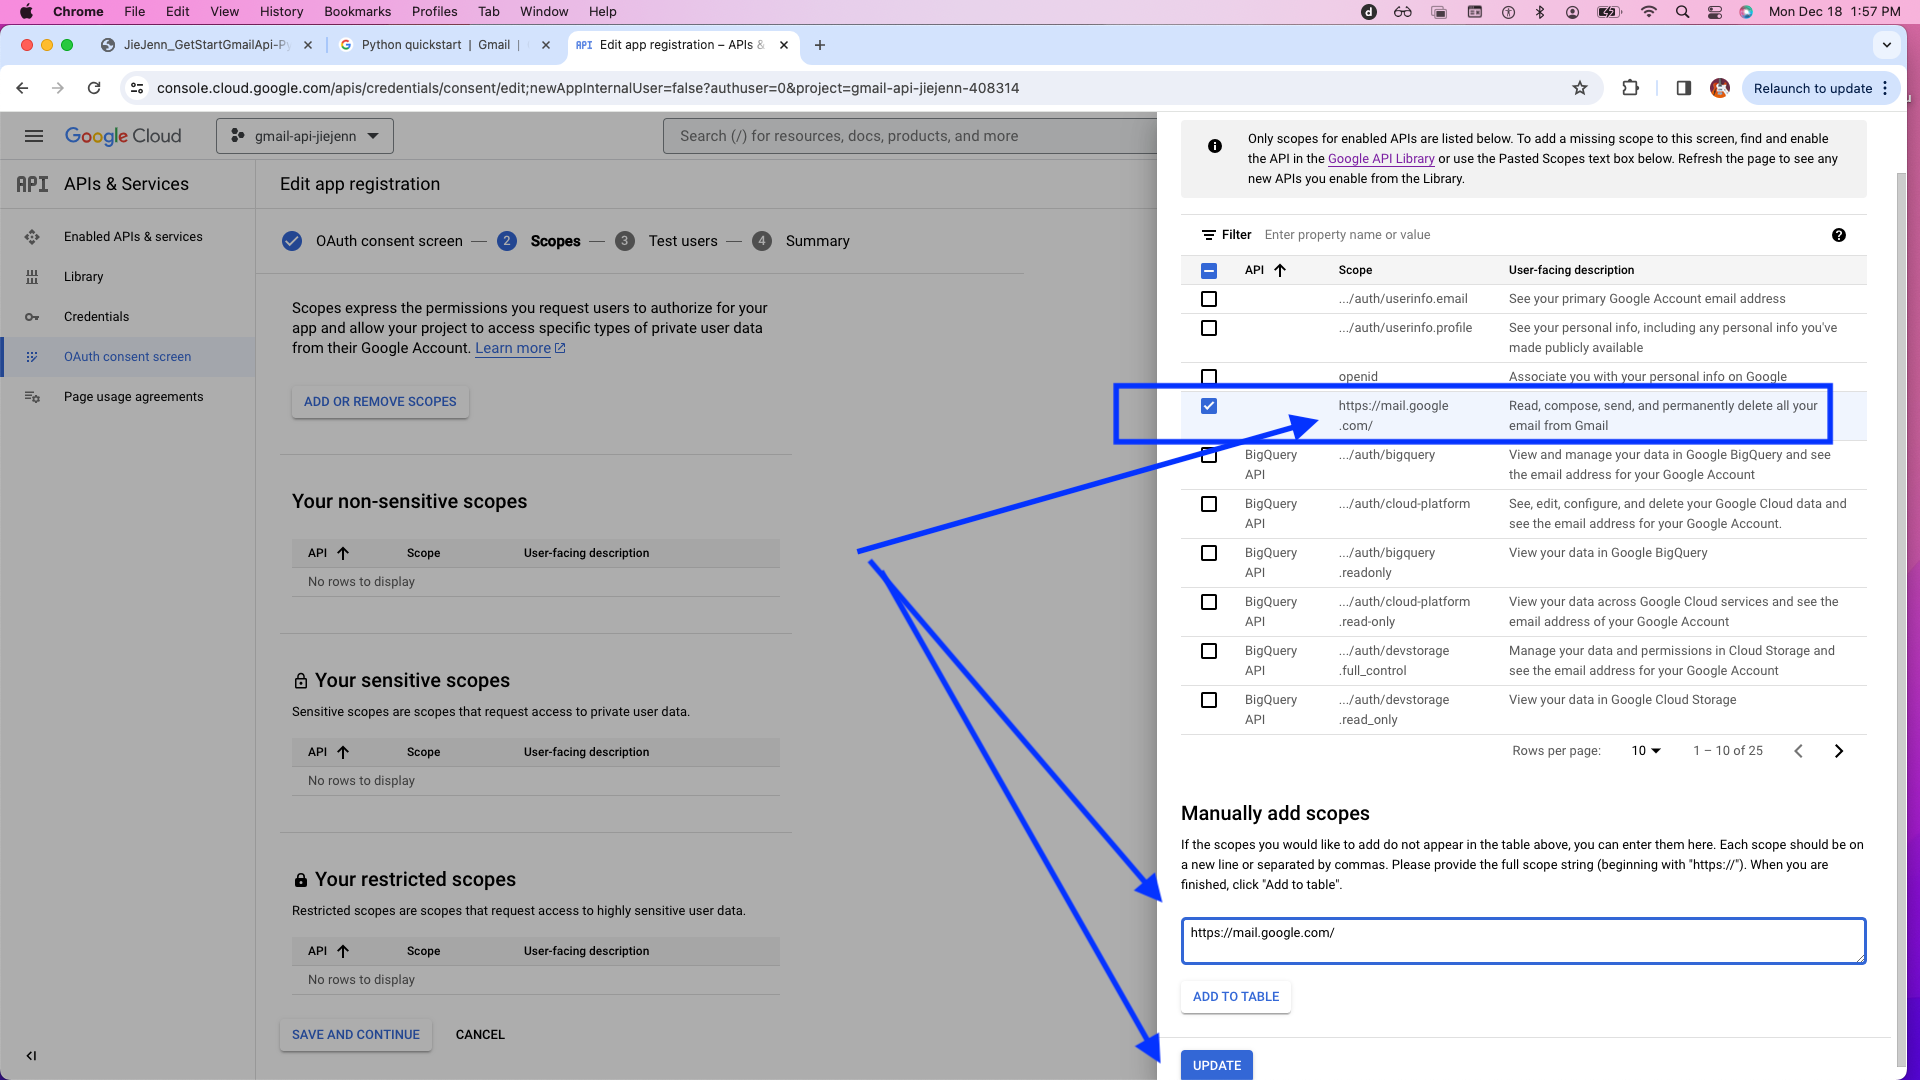 Chrome File Edit View History Bookmarks Profiles Tab Window Help Mon Dec 18 1:57 PM
JieJenn_GetStartGmailApi-Py Python quickstart | Gmail | API Edit app registration – APIs &
console.cloud.google.com/apis/credentials/consent/edit;newAppInternalUser=false?authuser=0&project=gmail-api-jiejenn-408314 Relaunch to update
Google Cloud gmail-api-jiejenn Search (/) for resources, docs, products, and more
API APIs & Services
Enabled APIs & services
Library
Credentials
OAuth consent screen
Page usage agreements
Edit app registration
OAuth consent screen — 2 Scopes — 3 Test users — 4 Summary
Scopes express the permissions you request users to authorize for your
app and allow your project to access specific types of private user data
from their Google Account. Learn more
ADD OR REMOVE SCOPES
Your non-sensitive scopes
API Scope User-facing description
No rows to display
Your sensitive scopes
Sensitive scopes are scopes that request access to private user data.
API Scope User-facing description
No rows to display
Your restricted scopes
Restricted scopes are scopes that request access to highly sensitive user data.
API Scope User-facing description
No rows to display
SAVE AND CONTINUE CANCEL
Only scopes for enabled APIs are listed below. To add a missing scope to this screen, find and enable
the API in the Google API Library or use the Pasted Scopes text box below. Refresh the page to see any
new APIs you enable from the Library.
Filter Enter property name or value
API Scope User-facing description
.../auth/userinfo.email See your primary Google Account email address
.../auth/userinfo.profile See your personal info, including any personal info you've
made publicly available
openid Associate you with your personal info on Google
https://mail.google Read, compose, send, and permanently delete all your
.com/ email from Gmail
BigQuery .../auth/bigquery View and manage your data in Google BigQuery and see
API the email address for your Google Account
BigQuery .../auth/cloud-platform See, edit, configure, and delete your Google Cloud data and
API see the email address for your Google Account.
BigQuery .../auth/bigquery View your data in Google BigQuery
API .readonly
BigQuery .../auth/cloud-platform View your data across Google Cloud services and see the
API .read-only email address of your Google Account
BigQuery .../auth/devstorage Manage your data and permissions in Cloud Storage and
API .full_control see the email address for your Google Account
BigQuery .../auth/devstorage View your data in Google Cloud Storage
API .read_only
Rows per page: 10 1 – 10 of 25
Manually add scopes
If the scopes you would like to add do not appear in the table above, you can enter them here. Each scope should be on
a new line or separated by commas. Please provide the full scope string (beginning with "https://"). When you are
finished, click "Add to table".
https://mail.google.com/
ADD TO TABLE
UPDATE